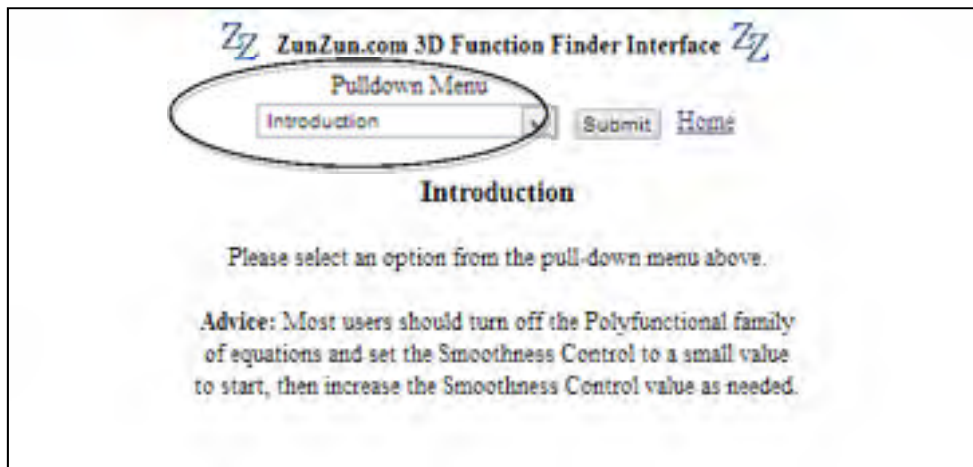 ZZ ZunZun.com 3D Function Finder Interface ZZ
Pulldown Menu
Introduction Submit Home
Introduction
Please select an option from the pull-down menu above.
Advice: Most users should turn off the Polyfunctional family
of equations and set the Smoothness Control to a small value
to start, then increase the Smoothness Control value as needed.